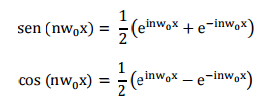 sen (nw₀x) = 1/2 (e^{inw₀x} + e^{-inw₀x})
cos (nw₀x) = 1/2 (e^{inw₀x} − e^{-inw₀x})